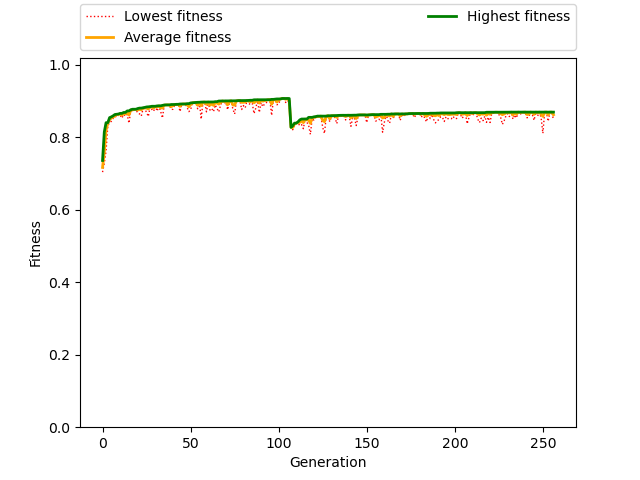 Lowest fitness
Average fitness
Highest fitness
1.0
0.8
0.6
0.4
0.2
0.0
Fitness
0 50 100 150 200 250
Generation